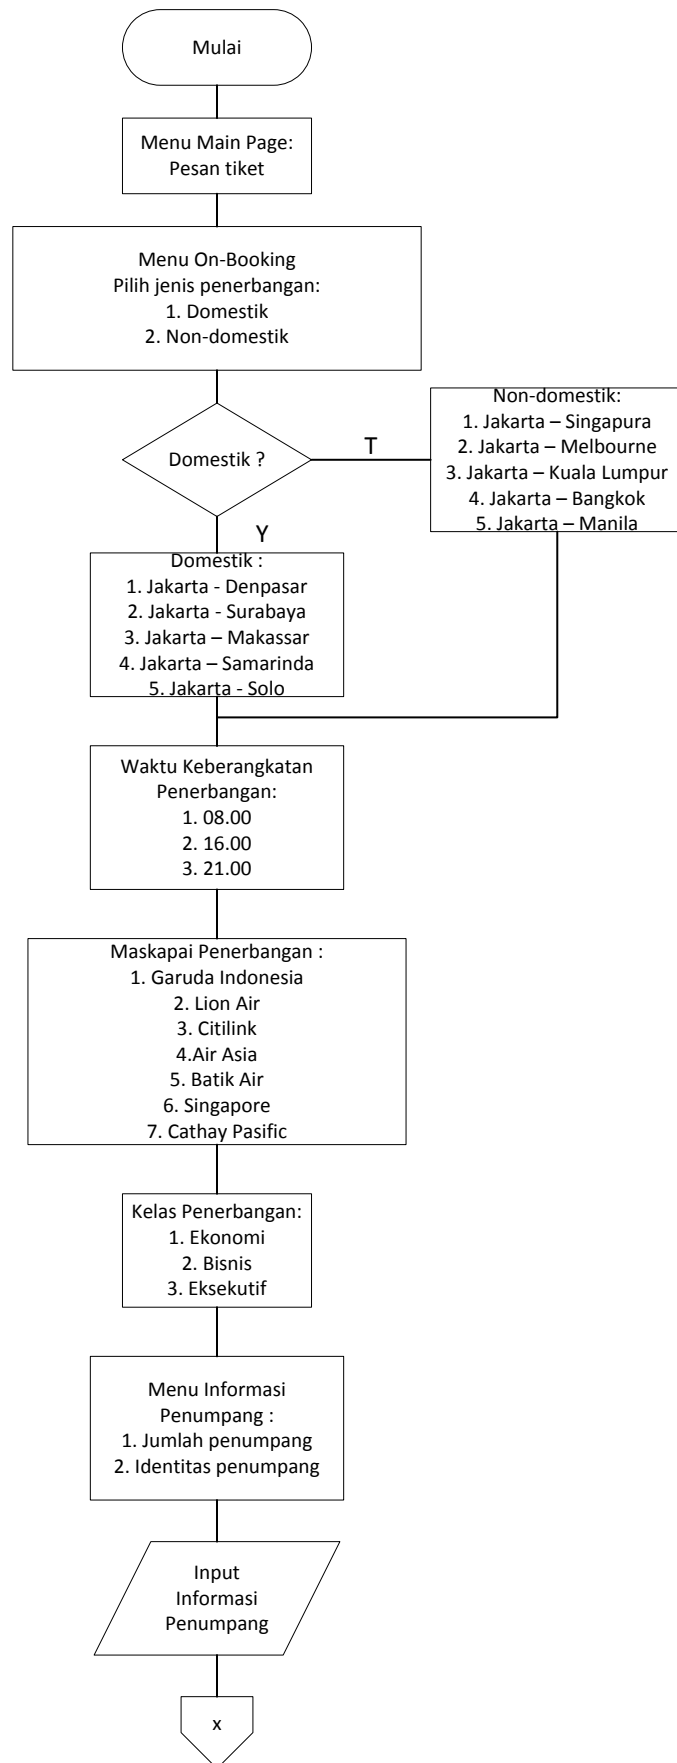 Mulai
Menu Main Page:
Pesan tiket
Menu On-Booking
Pilih jenis penerbangan:
1. Domestik
2. Non-domestik
Domestik ?
T
Non-domestik:
1. Jakarta – Singapura
2. Jakarta – Melbourne
3. Jakarta – Kuala Lumpur
4. Jakarta – Bangkok
5. Jakarta – Manila
Y
Domestik :
1. Jakarta - Denpasar
2. Jakarta - Surabaya
3. Jakarta – Makassar
4. Jakarta – Samarinda
5. Jakarta - Solo
Waktu Keberangkatan
Penerbangan:
1. 08.00
2. 16.00
3. 21.00
Maskapai Penerbangan :
1. Garuda Indonesia
2. Lion Air
3. Citilink
4.Air Asia
5. Batik Air
6. Singapore
7. Cathay Pasific
Kelas Penerbangan:
1. Ekonomi
2. Bisnis
3. Eksekutif
Menu Informasi
Penumpang :
1. Jumlah penumpang
2. Identitas penumpang
Input
Informasi
Penumpang
x